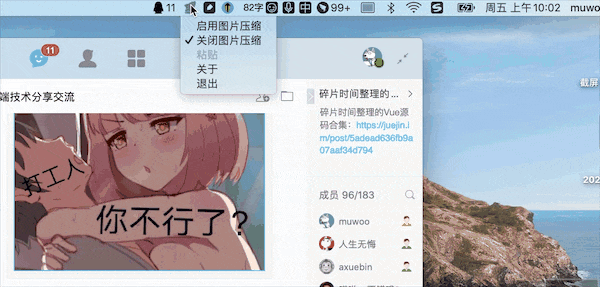 11 82字 中 99+ 周五 上午10:02 muwo
启用图片压缩
✓ 关闭图片压缩
粘贴
关于
退出
11
端技术分享交流
打工人
你不行了?
碎片时间整理的 ...
碎片时间整理的Vue源
码合集：https://juejin.i
m/post/5adead636fb9a
07aaf34d794
成员 96/183
muwoo
人生无悔
axuebin
截屏
202